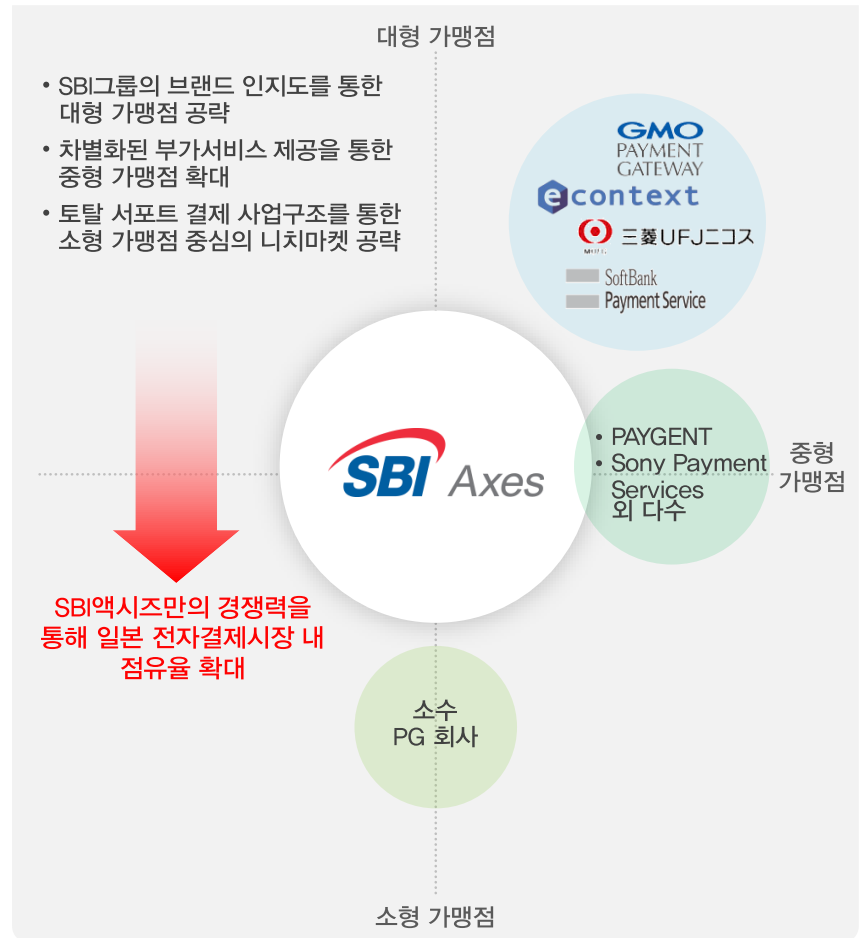 대형 가맹점
• SBI그룹의 브랜드 인지도를 통한
대형 가맹점 공략
• 차별화된 부가서비스 제공을 통한
중형 가맹점 확대
• 토탈 서포트 결제 사업구조를 통한
소형 가맹점 중심의 니치마켓 공략
GMO
PAYMENT
GATEWAY
econtext
三菱UFJニコス
SoftBank
Payment Service
SBI Axes
• PAYGENT
• Sony Payment
Services
외 다수
중형
가맹점
SBI액시즈만의 경쟁력을
통해 일본 전자결제시장 내
점유율 확대
소수
PG 회사
소형 가맹점